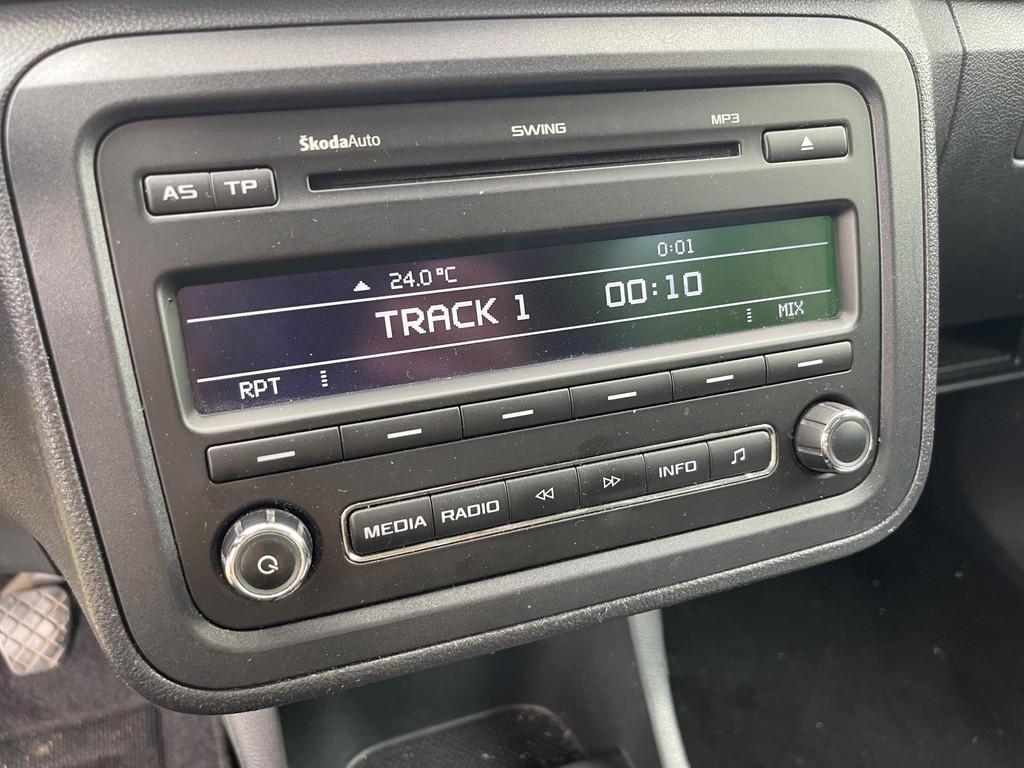 ŠkodaAuto SWING MP3
AS TP
24.0°C 0:01
TRACK 1 00:10
RPT MIX
MEDIA RADIO INFO